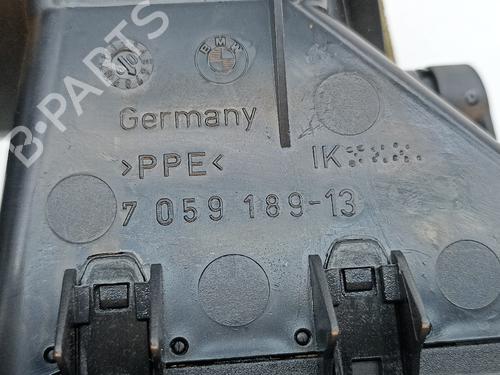 BMW
Germany
>PPE< IK
7 059 189-13
B-PARTS